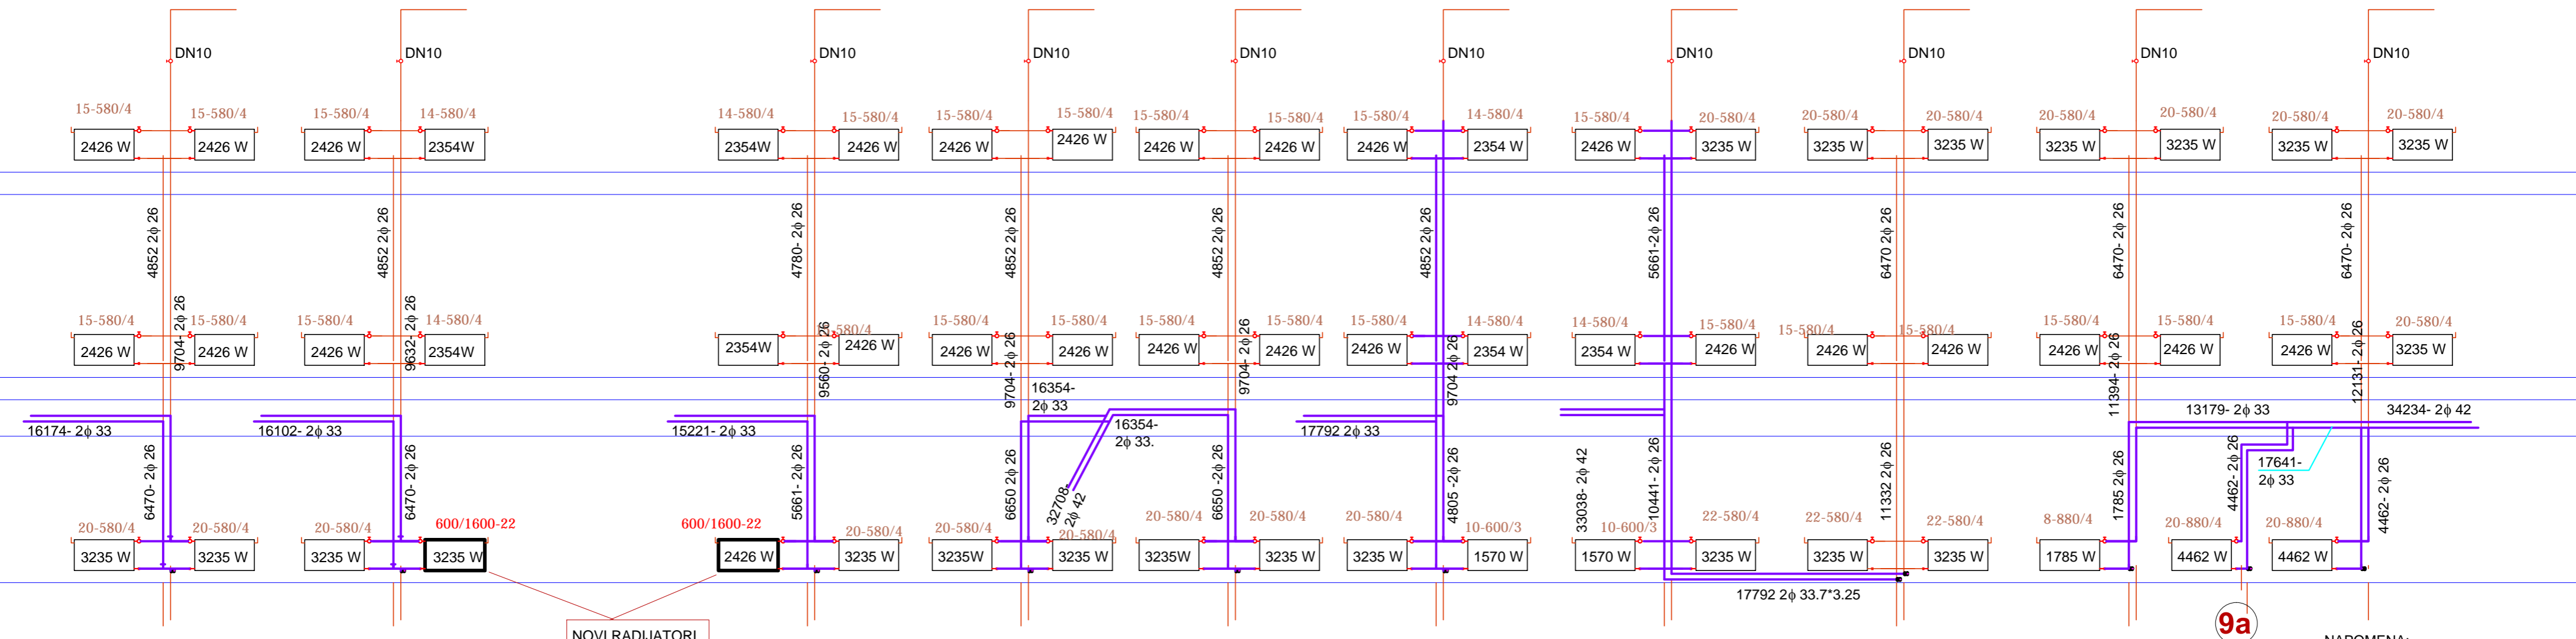 DN10 DN10 DN10 DN10 DN10 DN10 DN10 DN10 DN10 DN10
15-580/4 15-580/4 15-580/4 14-580/4 14-580/4 15-580/4 15-580/4 15-580/4 15-580/4 15-580/4 15-580/4 14-580/4 15-580/4 20-580/4 20-580/4 20-580/4 20-580/4 20-580/4 20-580/4 20-580/4
2426 W 2426 W 2426 W 2354W 2354W 2426 W 2426 W 2426 W 2426 W 2426 W 2426 W 2354 W 2426 W 3235 W 3235 W 3235 W 3235 W 3235 W 3235 W 3235 W
4852 2ϕ 26 4852 2ϕ 26 4780- 2ϕ 26 4852 2ϕ 26 4852 2ϕ 26 4852 2ϕ 26 5661-2ϕ 26 6470 2ϕ 26 6470- 2ϕ 26 6470- 2ϕ 26
15-580/4 15-580/4 15-580/4 14-580/4 15-580/4 15-580/4 15-580/4 15-580/4 15-580/4 14-580/4 14-580/4 15-580/4 15-580/4 15-580/4 15-580/4 15-580/4 15-580/4 20-580/4
2426 W 2426 W 2426 W 2354W 2354W 2426 W 2426 W 2426 W 2426 W 2426 W 2426 W 2354 W 2354 W 2426 W 2426 W 2426 W 2426 W 2426 W 2426 W 3235 W
9704- 2ϕ 26 9632- 2ϕ 26 9560- 2ϕ 26 9704- 2ϕ 26 9704- 2ϕ 26 9704 2ϕ 26 11394- 2ϕ 26 12131- 2ϕ 26
16354-
2ϕ 33
16354-
2ϕ 33.
13179- 2ϕ 33 34234- 2ϕ 42
16174- 2ϕ 33 16102- 2ϕ 33 15221- 2ϕ 33 17792 2ϕ 33
17641-
2ϕ 33
6470- 2ϕ 26 6470- 2ϕ 26 5661- 2ϕ 26 6650 2ϕ 26 32708-
2ϕ 42
6650 -2ϕ 26 4805 -2ϕ 26 33038- 2ϕ 42 10441- 2ϕ 26 11332 2ϕ 26 1785 2ϕ 26 4462- 2ϕ 26 4462- 2ϕ 26
20-580/4 20-580/4 20-580/4 600/1600-22 600/1600-22 20-580/4 20-580/4 20-580/4 20-580/4 20-580/4 20-580/4 10-600/3 10-600/3 22-580/4 22-580/4 22-580/4 8-880/4 20-880/4 20-880/4
3235 W 3235 W 3235 W 3235 W 2426 W 3235 W 3235W 3235 W 3235W 3235 W 3235 W 1570 W 1570 W 3235 W 3235 W 3235 W 1785 W 4462 W 4462 W
17792 2ϕ 33.7*3.25
NOVI RADIJATORI
9a
NAPOMENA: